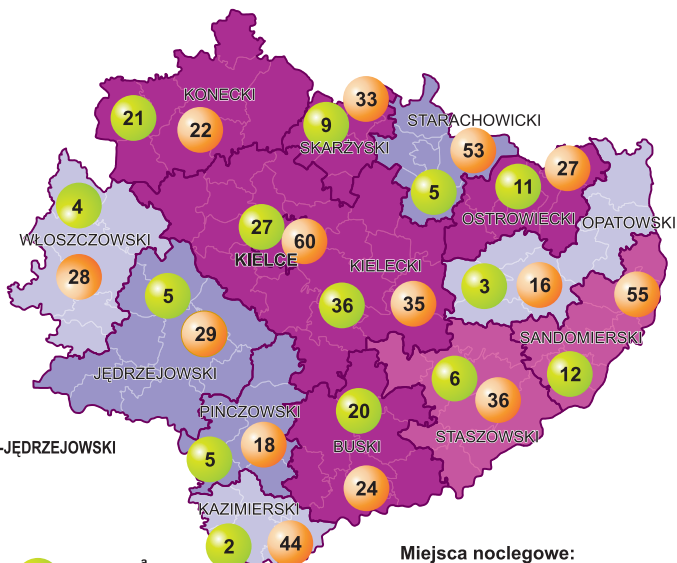 KONECKI
21
22
33
9
SKARŻYSKI
STARACHOWICKI
53
5
27
11
OSTROWIECKI
OPATOWSKI
4
WŁOSZCZOWSKI
28
27
60
KIELCE
KIELECKI
36
35
3
16
55
5
29
JĘDRZEJOWSKI
SANDOMIERSKI
12
6
36
STASZOWSKI
PIŃCZOWSKI
18
5
20
BUSKI
24
-JĘDRZEJOWSKI
KAZIMIERSKI
2
44
Miejsca noclegowe: